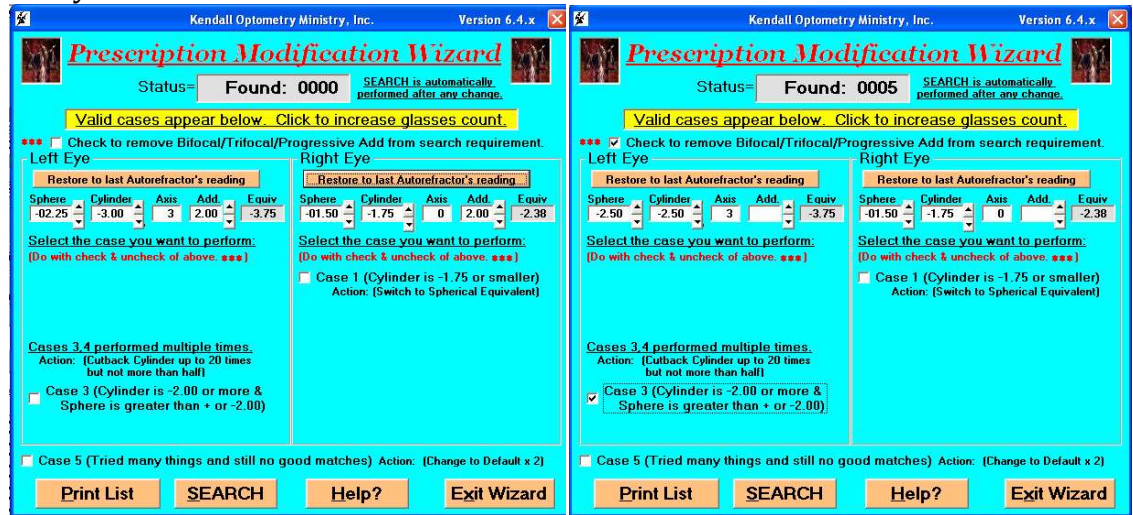 Kendall Optometry Ministry, Inc. Version 6.4.x
Prescription Modification Wizard
Status= Found: 0000 SEARCH is automatically
performed after any change.
Valid cases appear below. Click to increase glasses count.
*** Check to remove Bifocal/Trifocal/Progressive Add from search requirement.
Left Eye
Restore to last Autorefractor's reading
Sphere Cylinder Axis Add. Equiv
-02.25 -3.00 3 2.00 -3.75
Select the case you want to perform:
(Do with check & uncheck of above. ***)
Cases 3,4 performed multiple times.
Action: (Cutback Cylinder up to 20 times
but not more than half)
Case 3 (Cylinder is -2.00 or more &
Sphere is greater than + or -2.00)
Right Eye
Restore to last Autorefractor's reading
Sphere Cylinder Axis Add. Equiv
-01.50 -1.75 0 2.00 -2.38
Select the case you want to perform:
(Do with check & uncheck of above. ***)
Case 1 (Cylinder is -1.75 or smaller)
Action: (Switch to Spherical Equivalent)
Case 5 (Tried many things and still no good matches) Action: (Change to Default x 2)
Print List SEARCH Help? Exit Wizard
Kendall Optometry Ministry, Inc. Version 6.4.x
Prescription Modification Wizard
Status= Found: 0005 SEARCH is automatically
performed after any change.
Valid cases appear below. Click to increase glasses count.
*** Check to remove Bifocal/Trifocal/Progressive Add from search requirement.
Left Eye
Restore to last Autorefractor's reading
Sphere Cylinder Axis Add. Equiv
-2.50 -2.50 3 -3.75
Select the case you want to perform:
(Do with check & uncheck of above. ***)
Cases 3,4 performed multiple times.
Action: (Cutback Cylinder up to 20 times
but not more than half)
Case 3 (Cylinder is -2.00 or more &
Sphere is greater than + or -2.00)
Right Eye
Restore to last Autorefractor's reading
Sphere Cylinder Axis Add. Equiv
-01.50 -1.75 0 -2.38
Select the case you want to perform:
(Do with check & uncheck of above. ***)
Case 1 (Cylinder is -1.75 or smaller)
Action: (Switch to Spherical Equivalent)
Case 5 (Tried many things and still no good matches) Action: (Change to Default x 2)
Print List SEARCH Help? Exit Wizard